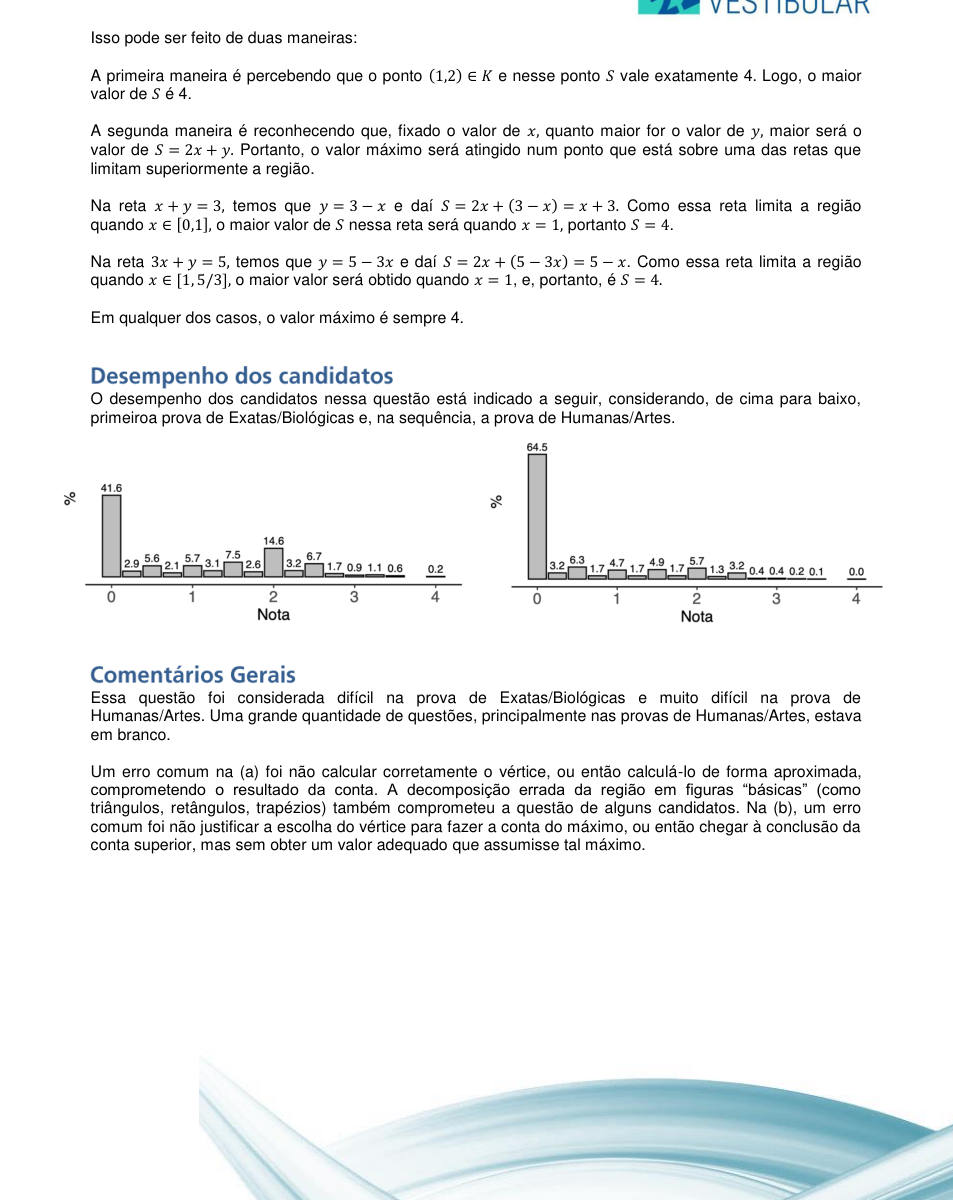 VESTIBULAR
Isso pode ser feito de duas maneiras:
A primeira maneira é percebendo que o ponto (1,2) ∈ K e nesse ponto S vale exatamente 4. Logo, o maior
valor de S é 4.
A segunda maneira é reconhecendo que, fixado o valor de x, quanto maior for o valor de y, maior será o
valor de S = 2x + y. Portanto, o valor máximo será atingido num ponto que está sobre uma das retas que
limitam superiormente a região.
Na reta x + y = 3, temos que y = 3 − x e daí S = 2x + (3 − x) = x + 3. Como essa reta limita a região
quando x ∈ [0,1], o maior valor de S nessa reta será quando x = 1, portanto S = 4.
Na reta 3x + y = 5, temos que y = 5 − 3x e daí S = 2x + (5 − 3x) = 5 − x. Como essa reta limita a região
quando x ∈ [1, 5/3], o maior valor será obtido quando x = 1, e, portanto, é S = 4.
Em qualquer dos casos, o valor máximo é sempre 4.
Desempenho dos candidatos
O desempenho dos candidatos nessa questão está indicado a seguir, considerando, de cima para baixo,
primeiroa prova de Exatas/Biológicas e, na sequência, a prova de Humanas/Artes.
%
41.6 2.9 5.6 2.1 5.7 3.1 7.5 2.6 14.6 3.2 6.7 1.7 0.9 1.1 0.6 0.2
0 1 2 3 4
Nota
%
64.5 3.2 6.3 1.7 4.7 1.7 4.9 1.7 5.7 1.3 3.2 0.4 0.4 0.2 0.1 0.0
0 1 2 3 4
Nota
Comentários Gerais
Essa questão foi considerada difícil na prova de Exatas/Biológicas e muito difícil na prova de
Humanas/Artes. Uma grande quantidade de questões, principalmente nas provas de Humanas/Artes, estava
em branco.
Um erro comum na (a) foi não calcular corretamente o vértice, ou então calculá-lo de forma aproximada,
comprometendo o resultado da conta. A decomposição errada da região em figuras “básicas” (como
triângulos, retângulos, trapézios) também comprometeu a questão de alguns candidatos. Na (b), um erro
comum foi não justificar a escolha do vértice para fazer a conta do máximo, ou então chegar à conclusão da
conta superior, mas sem obter um valor adequado que assumisse tal máximo.